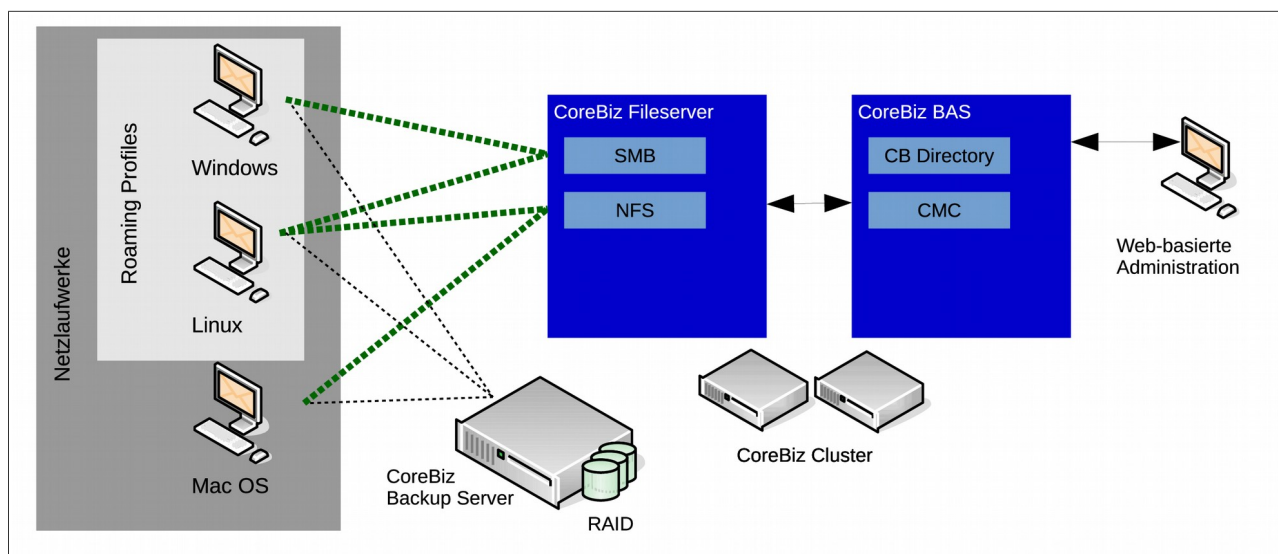 Netzlaufwerke
Roaming Profiles
Windows
Linux
Mac OS
CoreBiz Fileserver
SMB
NFS
CoreBiz BAS
CB Directory
CMC
Web-basierte
Administration
CoreBiz
Backup Server
RAID
CoreBiz Cluster